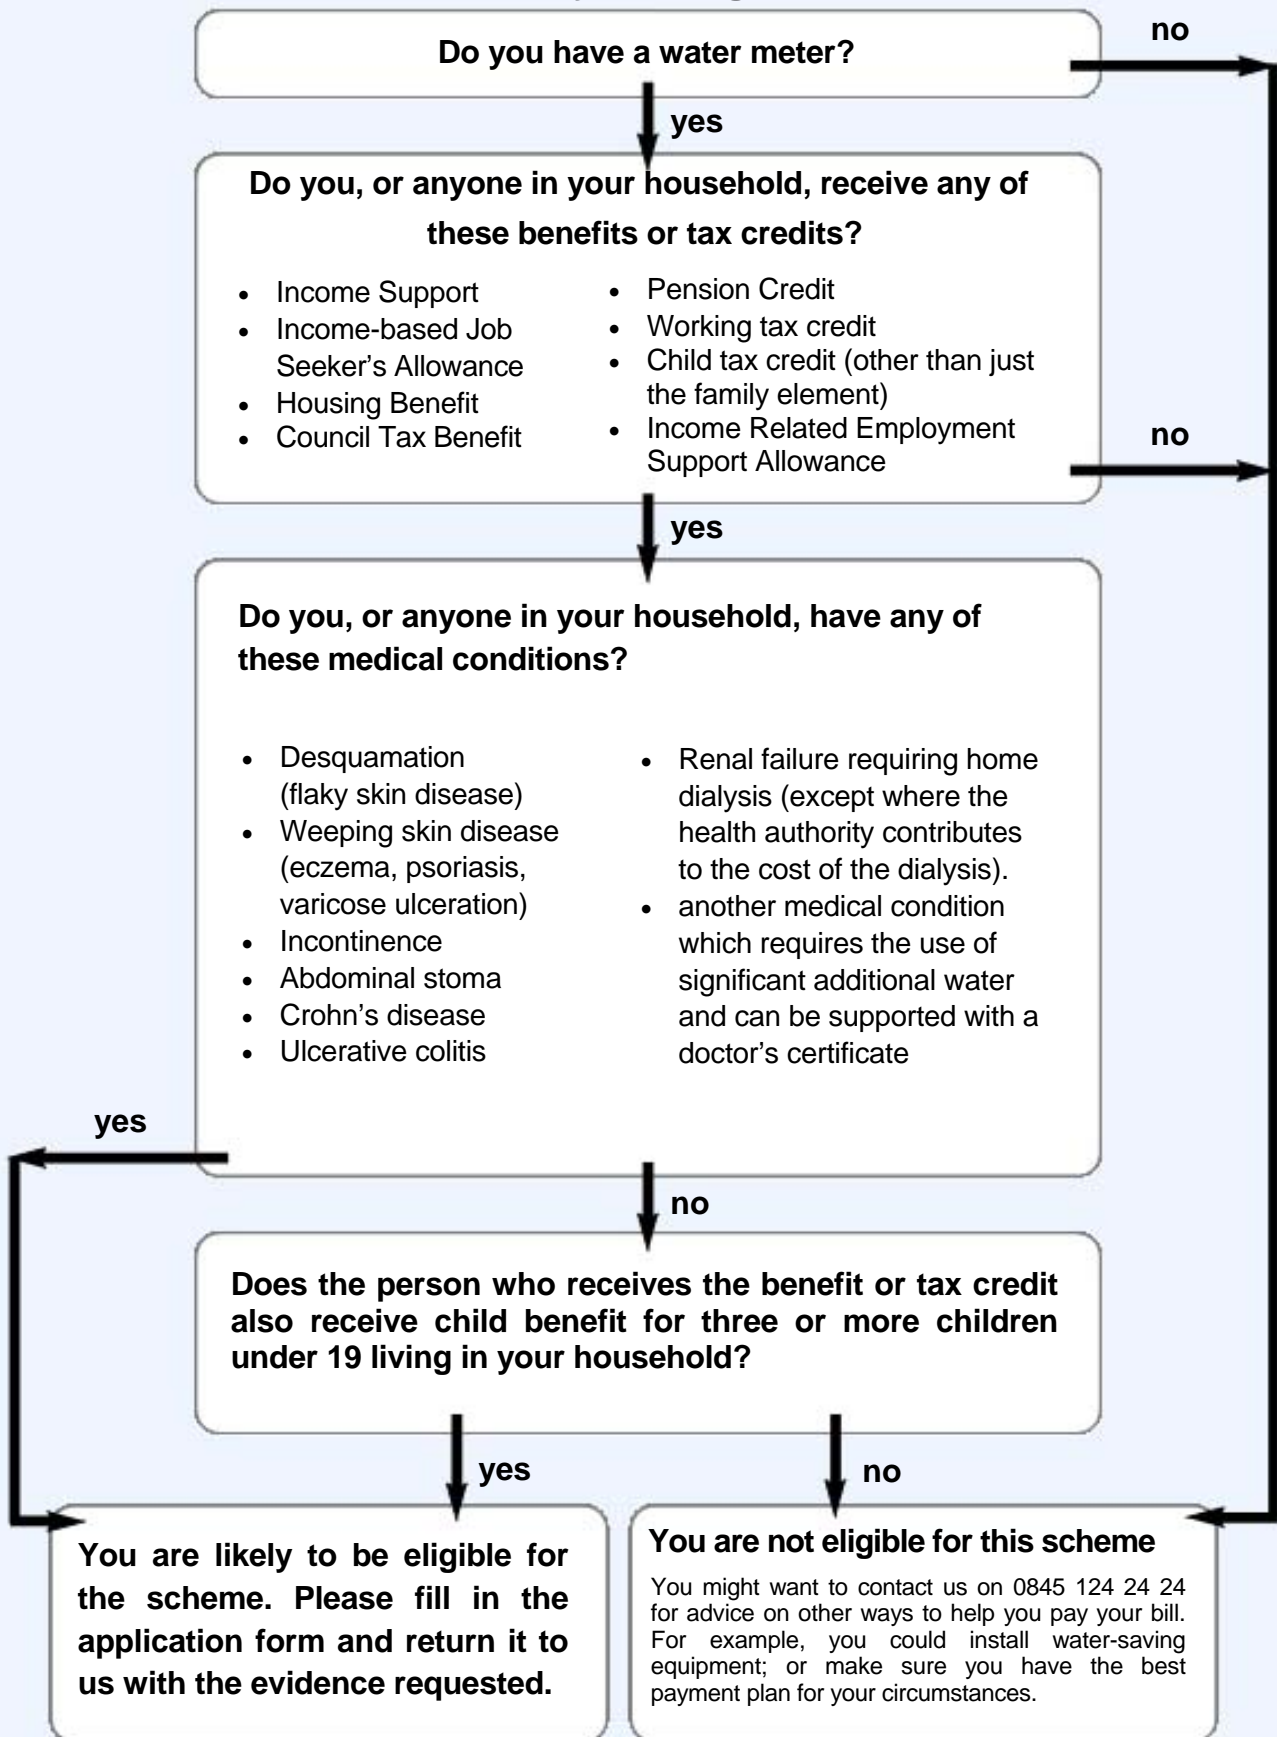 Do you have a water meter?
no
yes
Do you, or anyone in your household, receive any of
these benefits or tax credits?
• Income Support
• Income-based Job
Seeker's Allowance
• Housing Benefit
• Council Tax Benefit
• Pension Credit
• Working tax credit
• Child tax credit (other than just
the family element)
• Income Related Employment
Support Allowance
no
yes
Do you, or anyone in your household, have any of
these medical conditions?
• Desquamation
(flaky skin disease)
• Weeping skin disease
(eczema, psoriasis,
varicose ulceration)
• Incontinence
• Abdominal stoma
• Crohn's disease
• Ulcerative colitis
• Renal failure requiring home
dialysis (except where the
health authority contributes
to the cost of the dialysis).
• another medical condition
which requires the use of
significant additional water
and can be supported with a
doctor's certificate
yes
no
Does the person who receives the benefit or tax credit
also receive child benefit for three or more children
under 19 living in your household?
yes
no
You are likely to be eligible for
the scheme. Please fill in the
application form and return it to
us with the evidence requested.
You are not eligible for this scheme
You might want to contact us on 0845 124 24 24
for advice on other ways to help you pay your bill.
For example, you could install water-saving
equipment; or make sure you have the best
payment plan for your circumstances.